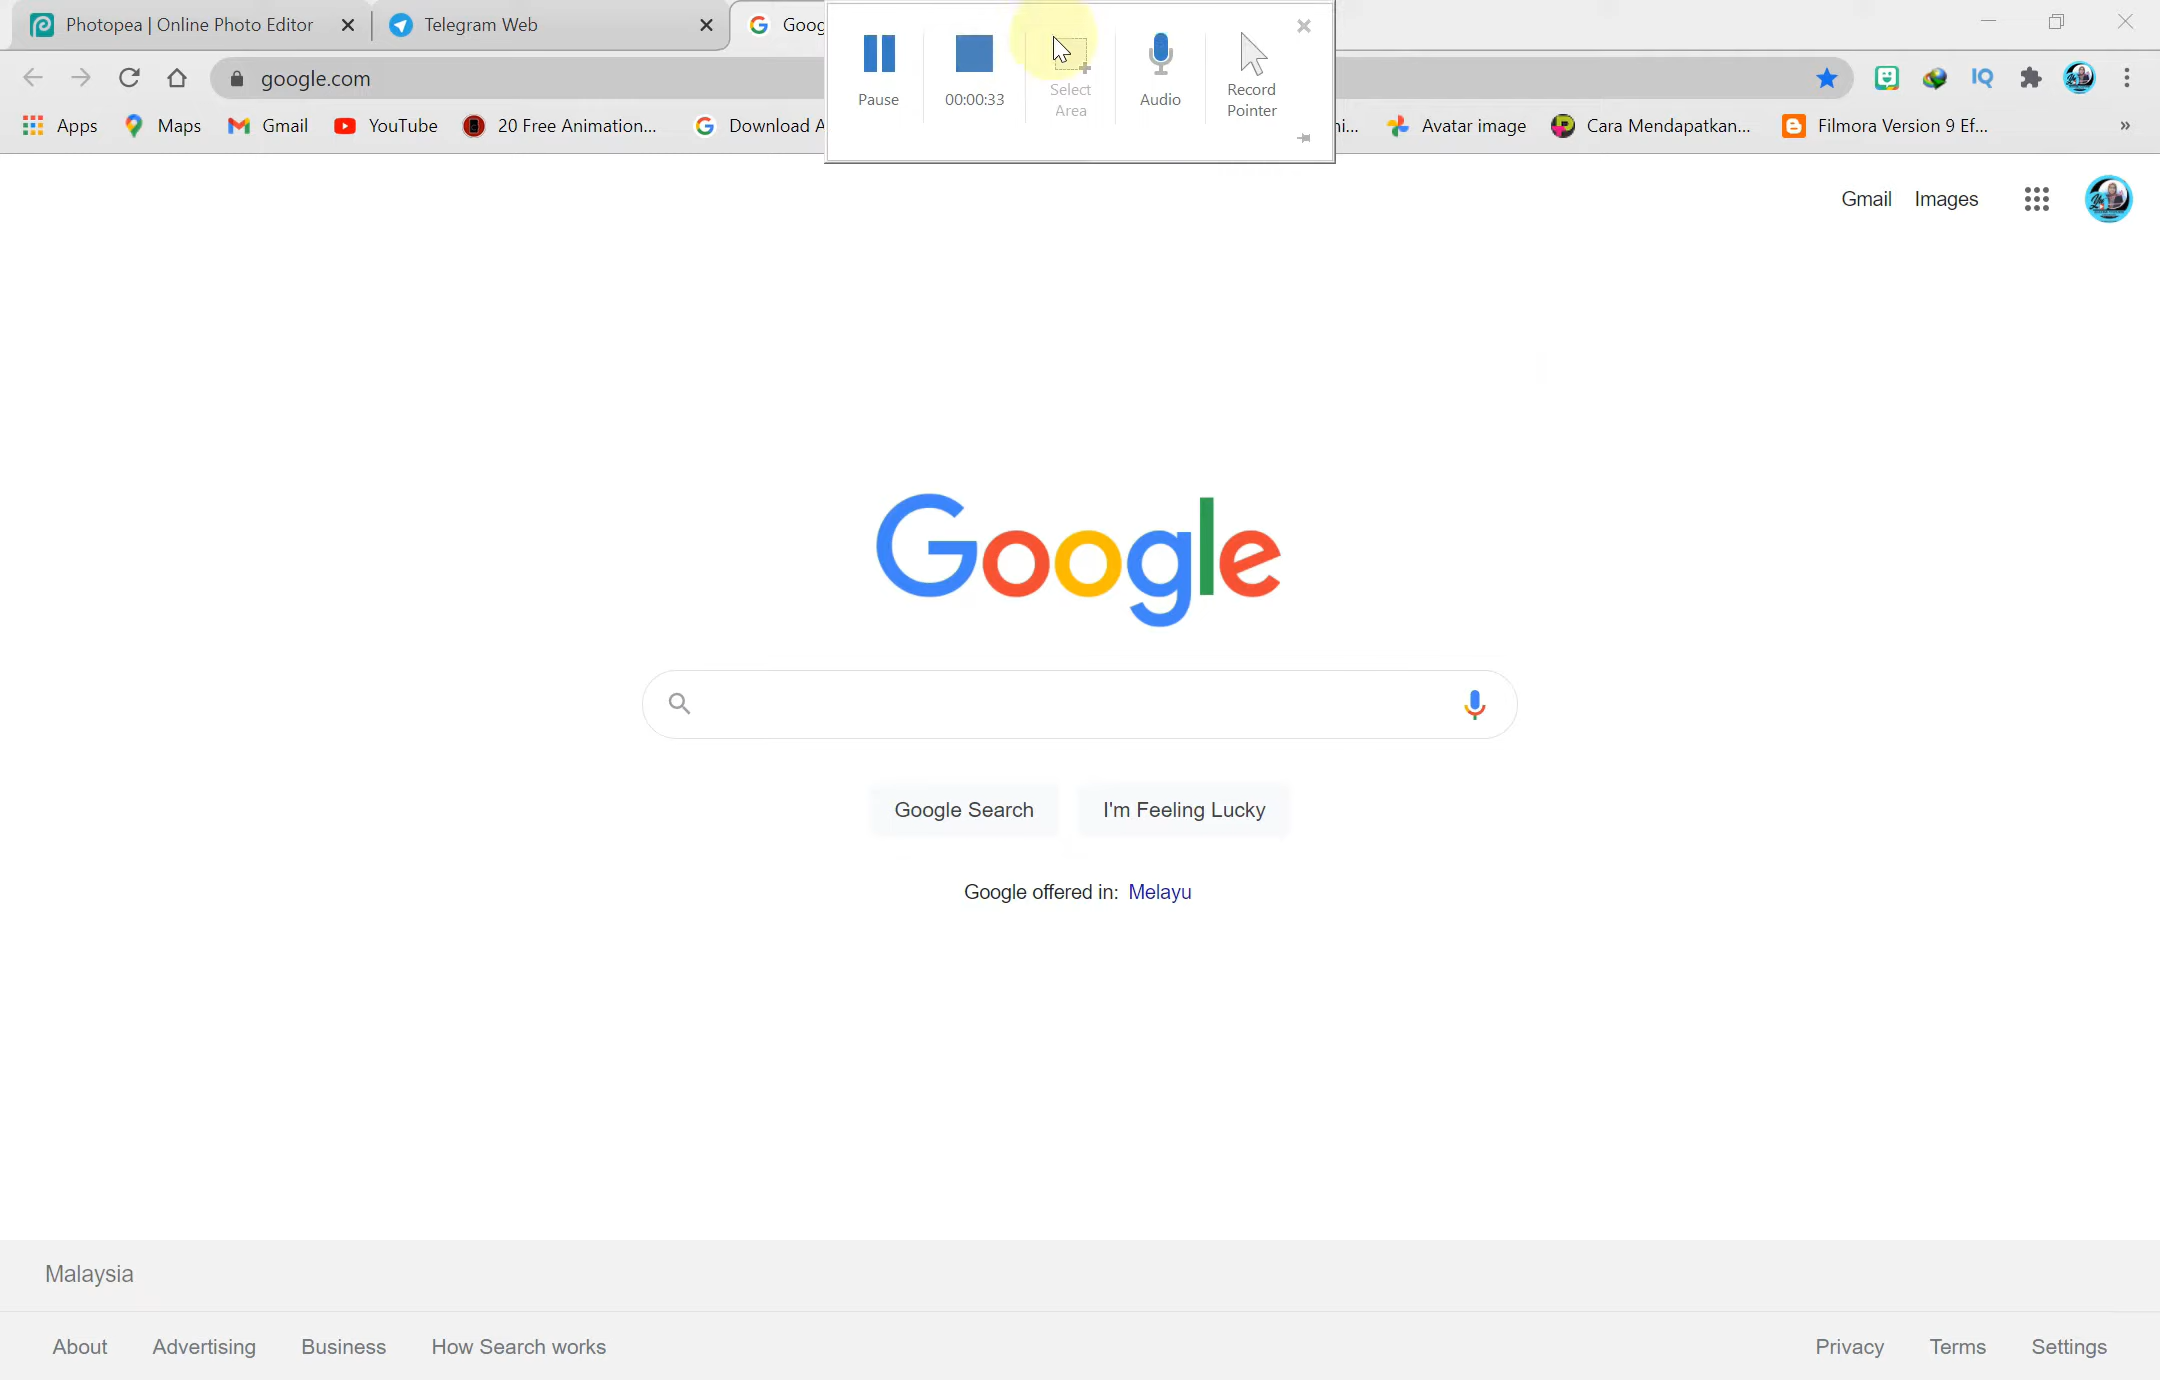 Photopea | Online Photo Editor
Telegram Web
Goog
google.com
Pause
00:00:33
Select
Area
Audio
Record
Pointer
Apps
Maps
Gmail
YouTube
20 Free Animation...
Download A
Avatar image
Cara Mendapatkan...
Filmora Version 9 Ef...
»
IQ
Gmail
Images
Google
Google Search
I'm Feeling Lucky
Google offered in: Melayu
Malaysia
About
Advertising
Business
How Search works
Privacy
Terms
Settings